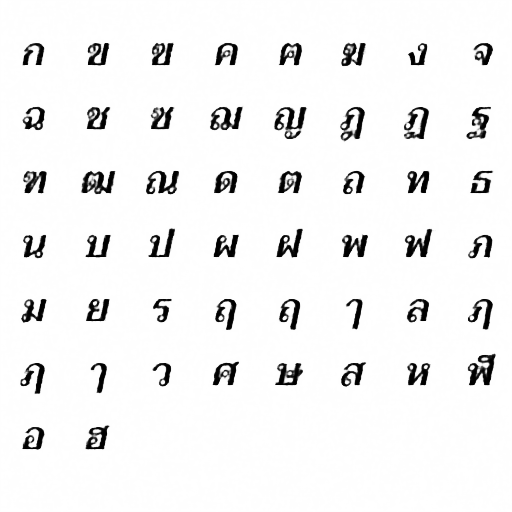 ก ข ฃ ค ฅ ฆ ง จ
ฉ ช ซ ฌ ญ ฎ ฏ ฐ
ฑ ฒ ณ ด ต ถ ท ธ
น บ ป ผ ฝ พ ฟ ภ
ม ย ร ฤ ฤ ๅ ล ฦ
ฦ ๅ ว ศ ษ ส ห ฬ
อ ฮ